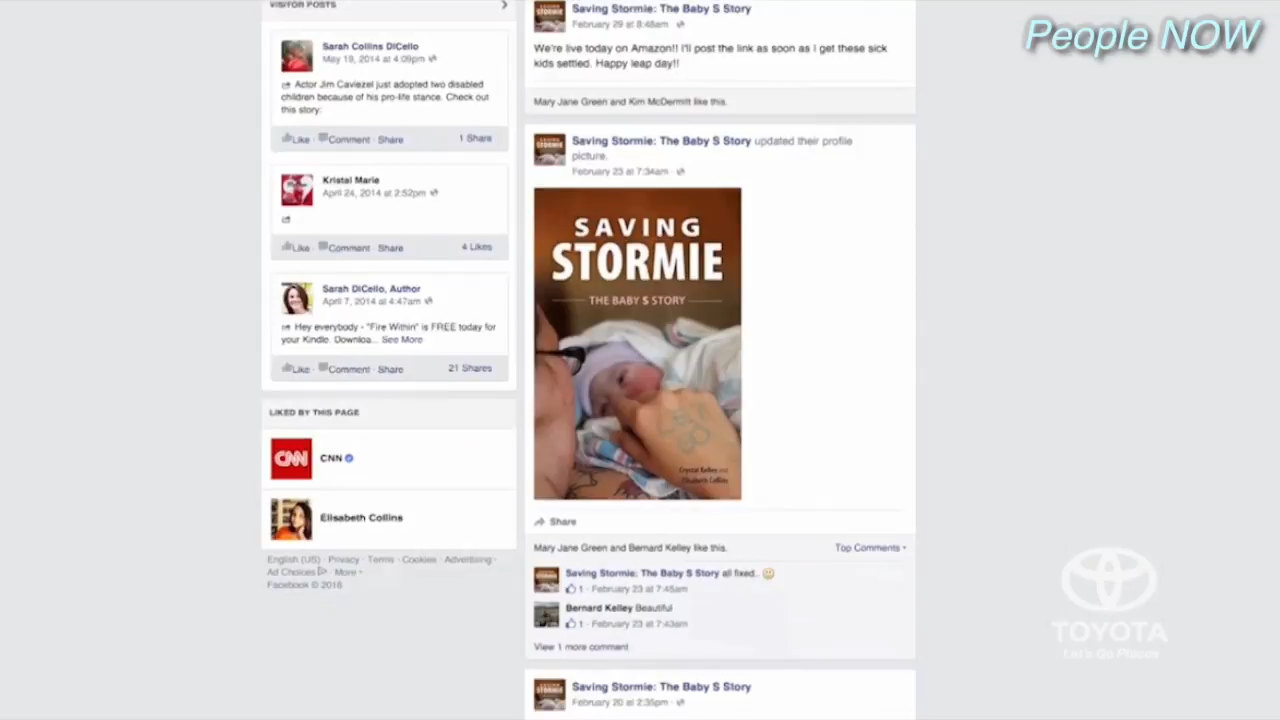 People NOW
VISITOR POSTS
Sarah Collins DiCello
May 19, 2014 at 4:09pm
Actor Jim Caviezel just adopted two disabled
children because of his pro-life stance. Check out
this story:
Like · Comment · Share
1 Share
Kristal Marie
April 24, 2014 at 2:52pm
Like · Comment · Share
4 Likes
Sarah DiCello, Author
April 7, 2014 at 4:47am
Hey everybody - "Fire Within" is FREE today for
your Kindle. Downloa... See More
Like · Comment · Share
21 Shares
LIKED BY THIS PAGE
CNN
CNN
Elisabeth Collins
English (US) · Privacy · Terms · Cookies · Advertising ·
Ad Choices · More
Facebook © 2016
Saving Stormie: The Baby S Story
February 29 at 8:48am
We're live today on Amazon!! I'll post the link as soon as I get these sick
kids settled. Happy leap day!!
Mary Jane Green and Kim McDermitt like this.
Saving Stormie: The Baby S Story updated their profile
picture.
February 23 at 7:34am
SAVING
STORMIE
THE BABY S STORY
Crystal Kelley and
Elisabeth Collins
Share
Mary Jane Green and Bernard Kelley like this.
Top Comments
Saving Stormie: The Baby S Story all fixed..
1 · February 23 at 7:45am
Bernard Kelley Beautiful
1 · February 23 at 7:43am
View 1 more comment
Saving Stormie: The Baby S Story
February 20 at 2:35pm
TOYOTA
Let's Go Places